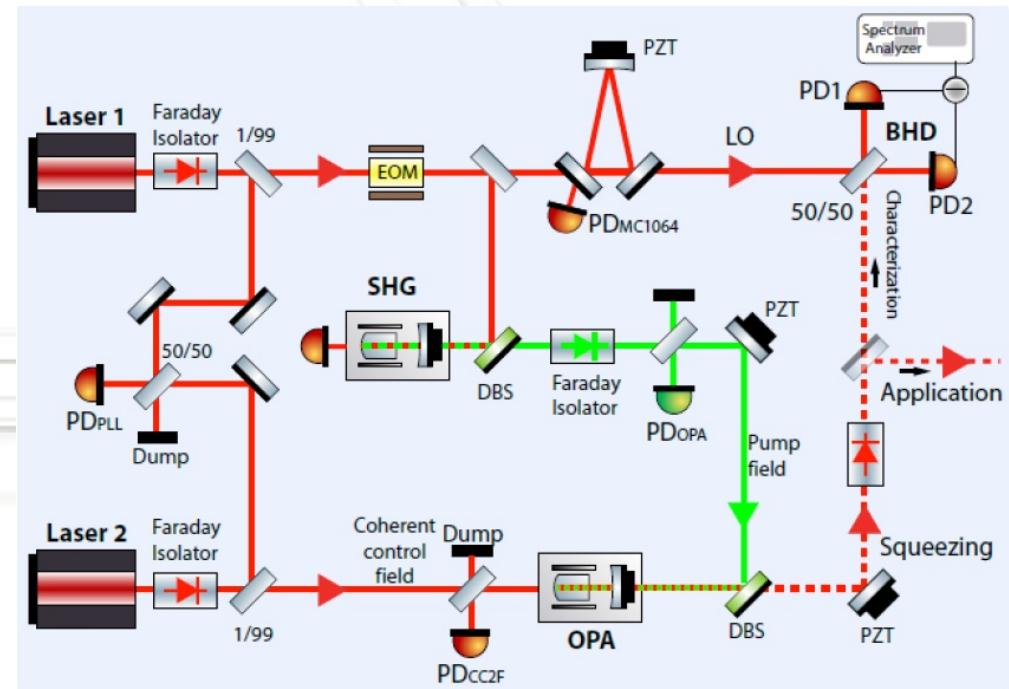 PZT
Spectrum
Analyzer
PD1
Laser 1
Faraday
Isolator
1/99
EOM
LO
BHD
PDMC1064
50/50
PD2
Characterization
SHG
PZT
50/50
DBS
Faraday
Isolator
Application
PDPLL
PDOPA
Dump
Pump
field
Laser 2
Faraday
Isolator
Coherent
control
field
Dump
Squeezing
1/99
OPA
DBS
PZT
PDCC2F